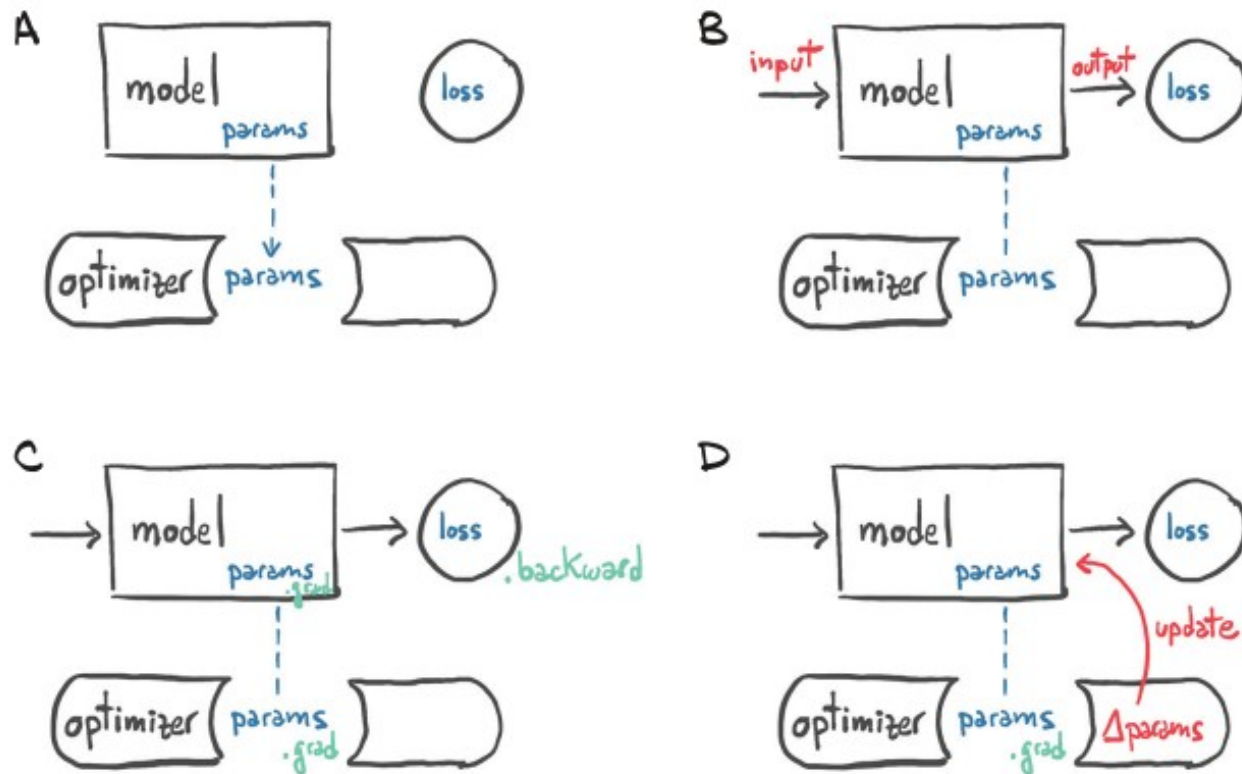 A
model
params
loss
optimizer
params
B
input
model
params
output
loss
optimizer
params
C
model
params
.grad
loss
.backward
optimizer
params
.grad
D
model
params
loss
update
optimizer
params
.grad
Δparams